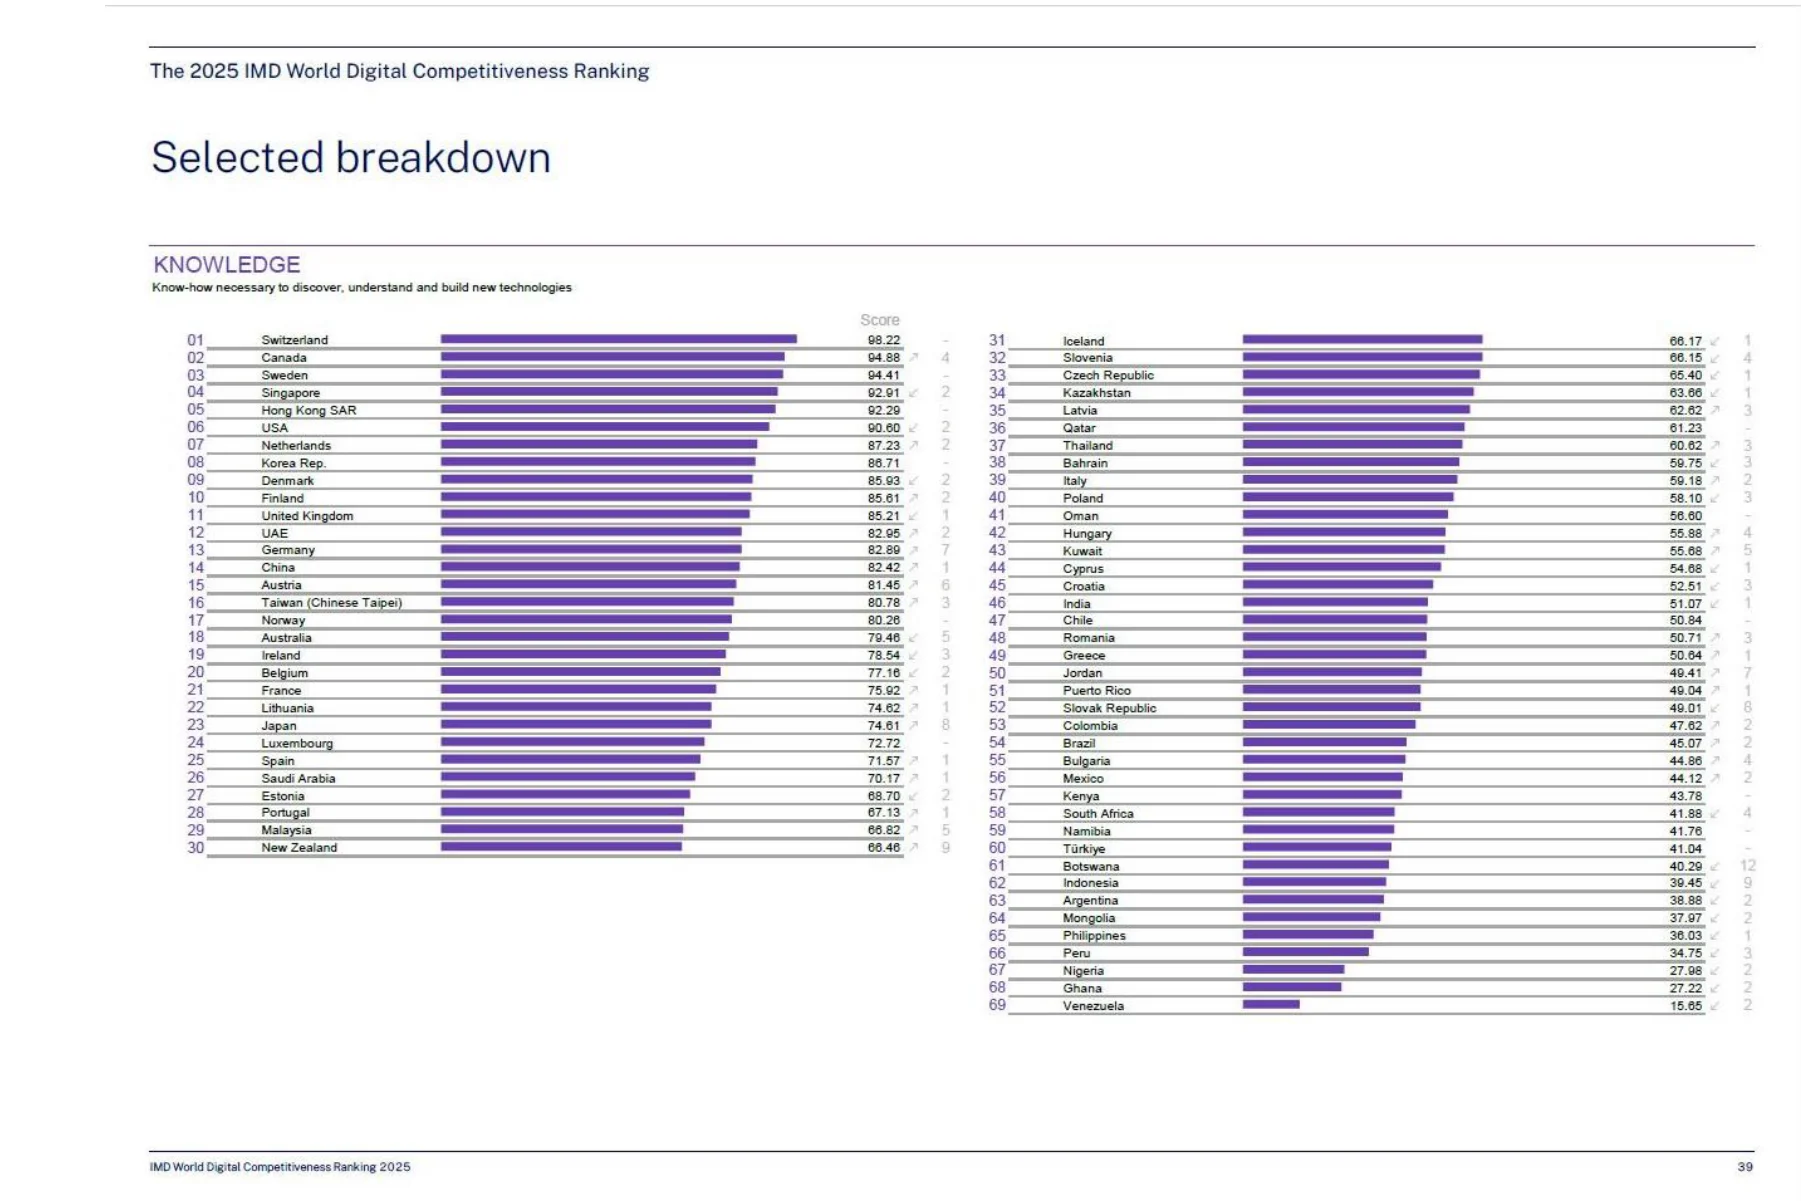 The 2025 IMD World Digital Competitiveness Ranking
Selected breakdown
KNOWLEDGE
Know-how necessary to discover, understand and build new technologies
Score
01 Switzerland 98.22 -
02 Canada 94.88 ↗ 4
03 Sweden 94.41 -
04 Singapore 92.91 ↙ 2
05 Hong Kong SAR 92.29 -
06 USA 90.60 ↙ 2
07 Netherlands 87.23 ↗ 2
08 Korea Rep. 86.71 -
09 Denmark 85.93 ↙ 2
10 Finland 85.61 ↗ 2
11 United Kingdom 85.21 ↙ 1
12 UAE 82.95 ↗ 2
13 Germany 82.89 ↗ 7
14 China 82.42 ↗ 1
15 Austria 81.45 ↗ 6
16 Taiwan (Chinese Taipei) 80.78 ↗ 3
17 Norway 80.26 -
18 Australia 79.46 ↙ 5
19 Ireland 78.54 ↙ 3
20 Belgium 77.16 ↙ 2
21 France 75.92 ↗ 1
22 Lithuania 74.62 ↗ 1
23 Japan 74.61 ↗ 8
24 Luxembourg 72.72 -
25 Spain 71.57 ↗ 1
26 Saudi Arabia 70.17 ↗ 1
27 Estonia 68.70 ↙ 2
28 Portugal 67.13 ↗ 1
29 Malaysia 66.82 ↗ 5
30 New Zealand 66.46 ↗ 9
31 Iceland 66.17 ↙ 1
32 Slovenia 66.15 ↙ 4
33 Czech Republic 65.40 ↙ 1
34 Kazakhstan 63.66 ↙ 1
35 Latvia 62.62 ↗ 3
36 Qatar 61.23 -
37 Thailand 60.62 ↗ 3
38 Bahrain 59.75 ↙ 3
39 Italy 59.18 ↗ 2
40 Poland 58.10 ↙ 3
41 Oman 56.60 -
42 Hungary 55.88 ↗ 4
43 Kuwait 55.68 ↗ 5
44 Cyprus 54.68 ↙ 1
45 Croatia 52.51 ↙ 3
46 India 51.07 ↙ 1
47 Chile 50.84 -
48 Romania 50.71 ↗ 3
49 Greece 50.64 ↗ 1
50 Jordan 49.41 ↗ 7
51 Puerto Rico 49.04 ↗ 1
52 Slovak Republic 49.01 ↙ 8
53 Colombia 47.62 ↗ 2
54 Brazil 45.07 ↗ 2
55 Bulgaria 44.86 ↗ 4
56 Mexico 44.12 ↗ 2
57 Kenya 43.78 -
58 South Africa 41.88 ↙ 4
59 Namibia 41.76 -
60 Türkiye 41.04 -
61 Botswana 40.29 ↙ 12
62 Indonesia 39.45 ↙ 9
63 Argentina 38.88 ↙ 2
64 Mongolia 37.97 ↙ 2
65 Philippines 36.03 ↙ 1
66 Peru 34.75 ↙ 3
67 Nigeria 27.98 ↙ 2
68 Ghana 27.22 ↙ 2
69 Venezuela 15.65 ↙ 2
IMD World Digital Competitiveness Ranking 2025
39